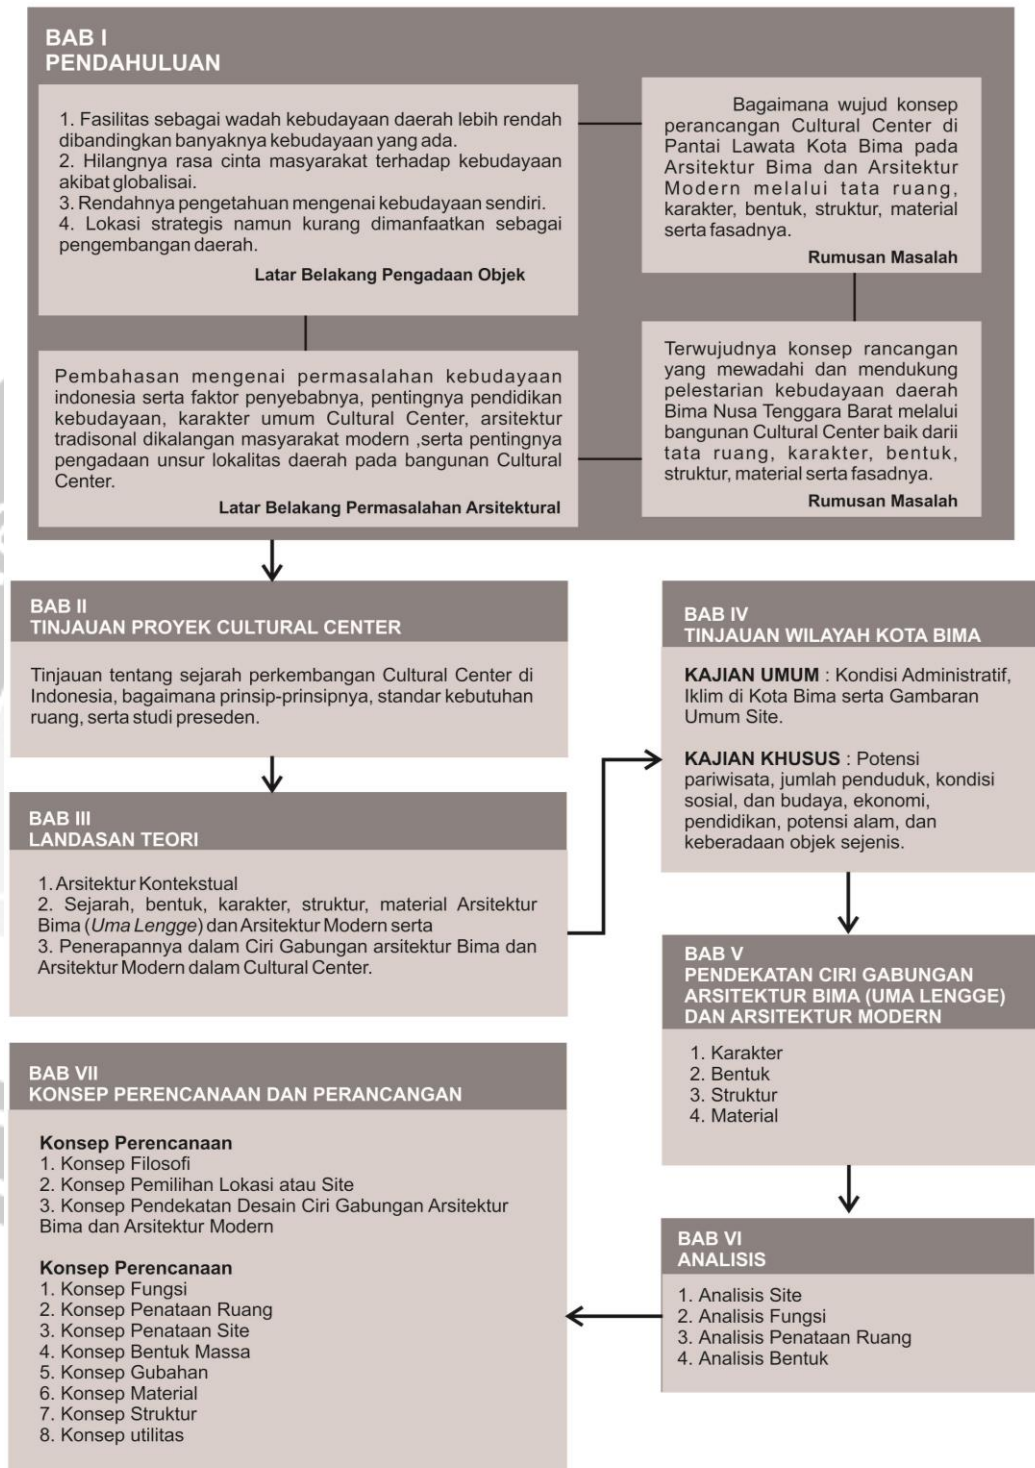 BAB I
PENDAHULUAN
1. Fasilitas sebagai wadah kebudayaan daerah lebih rendah
dibandingkan banyaknya kebudayaan yang ada.
2. Hilangnya rasa cinta masyarakat terhadap kebudayaan
akibat globalisai.
3. Rendahnya pengetahuan mengenai kebudayaan sendiri.
4. Lokasi strategis namun kurang dimanfaatkan sebagai
pengembangan daerah.
Latar Belakang Pengadaan Objek
Bagaimana wujud konsep
perancangan Cultural Center di
Pantai Lawata Kota Bima pada
Arsitektur Bima dan Arsitektur
Modern melalui tata ruang,
karakter, bentuk, struktur, material
serta fasadnya.
Rumusan Masalah
Pembahasan mengenai permasalahan kebudayaan
indonesia serta faktor penyebabnya, pentingnya pendidikan
kebudayaan, karakter umum Cultural Center, arsitektur
tradisonal dikalangan masyarakat modern ,serta pentingnya
pengadaan unsur lokalitas daerah pada bangunan Cultural
Center.
Latar Belakang Permasalahan Arsitektural
Terwujudnya konsep rancangan
yang mewadahi dan mendukung
pelestarian kebudayaan daerah
Bima Nusa Tenggara Barat melalui
bangunan Cultural Center baik darii
tata ruang, karakter, bentuk,
struktur, material serta fasadnya.
Rumusan Masalah
BAB II
TINJAUAN PROYEK CULTURAL CENTER
Tinjauan tentang sejarah perkembangan Cultural Center di
Indonesia, bagaimana prinsip-prinsipnya, standar kebutuhan
ruang, serta studi preseden.
BAB III
LANDASAN TEORI
1. Arsitektur Kontekstual
2. Sejarah, bentuk, karakter, struktur, material Arsitektur
Bima (Uma Lengge) dan Arsitektur Modern serta
3. Penerapannya dalam Ciri Gabungan arsitektur Bima dan
Arsitektur Modern dalam Cultural Center.
BAB IV
TINJAUAN WILAYAH KOTA BIMA
KAJIAN UMUM : Kondisi Administratif,
Iklim di Kota Bima serta Gambaran
Umum Site.
KAJIAN KHUSUS : Potensi
pariwisata, jumlah penduduk, kondisi
sosial, dan budaya, ekonomi,
pendidikan, potensi alam, dan
keberadaan objek sejenis.
BAB V
PENDEKATAN CIRI GABUNGAN
ARSITEKTUR BIMA (UMA LENGGE)
DAN ARSITEKTUR MODERN
1. Karakter
2. Bentuk
3. Struktur
4. Material
BAB VI
ANALISIS
1. Analisis Site
2. Analisis Fungsi
3. Analisis Penataan Ruang
4. Analisis Bentuk
BAB VII
KONSEP PERENCANAAN DAN PERANCANGAN
Konsep Perencanaan
1. Konsep Filosofi
2. Konsep Pemilihan Lokasi atau Site
3. Konsep Pendekatan Desain Ciri Gabungan Arsitektur
Bima dan Arsitektur Modern
Konsep Perencanaan
1. Konsep Fungsi
2. Konsep Penataan Ruang
3. Konsep Penataan Site
4. Konsep Bentuk Massa
5. Konsep Gubahan
6. Konsep Material
7. Konsep Struktur
8. Konsep utilitas